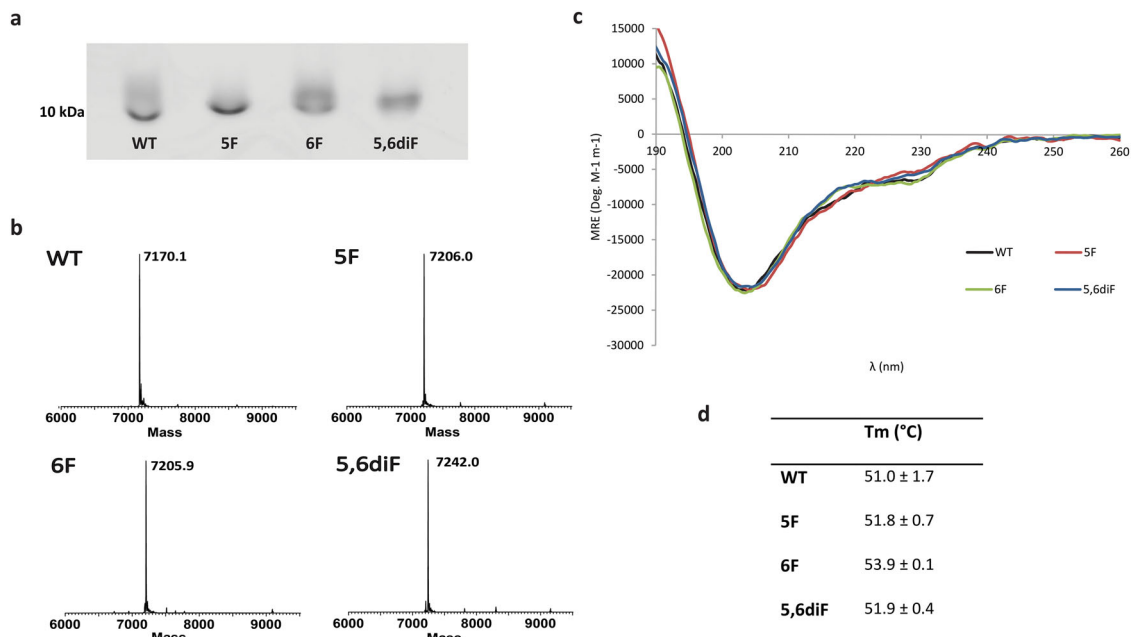 a
10 kDa
WT 5F 6F 5,6diF
b
WT
7170.1
6000 7000 8000 9000
Mass
5F
7206.0
6000 7000 8000 9000
Mass
6F
7205.9
6000 7000 8000 9000
Mass
5,6diF
7242.0
6000 7000 8000 9000
Mass
c
MRE (Deg. M-1 m-1)
15000
10000
5000
0
-5000
-10000
-15000
-20000
-25000
-30000
190 200 210 220 230 240 250 260
WT 5F
6F 5,6diF
λ (nm)
d
Tm (°C)
WT 51.0 ± 1.7
5F 51.8 ± 0.7
6F 53.9 ± 0.1
5,6diF 51.9 ± 0.4